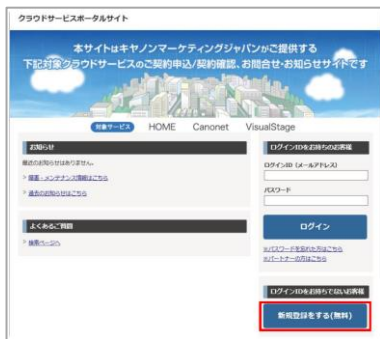 クラウドサービスポータルサイト
本サイトはキヤノンマーケティングジャパンがご提供する
下記対象クラウドサービスのご契約申込/契約確認、お問合せ・お知らせサイトです
対象サービス HOME Canonet VisualStage
お知らせ
最近のお知らせはありません。
> 障害・メンテナンス情報はこちら
> 過去のお知らせはこちら
よくあるご質問
> 検索ページへ
ログインIDをお持ちのお客様
ログインID（メールアドレス）
パスワード
ログイン
※パスワードを忘れた方はこちら
※パートナーの方はこちら
ログインIDをお持ちでないお客様
新規登録をする(無料)